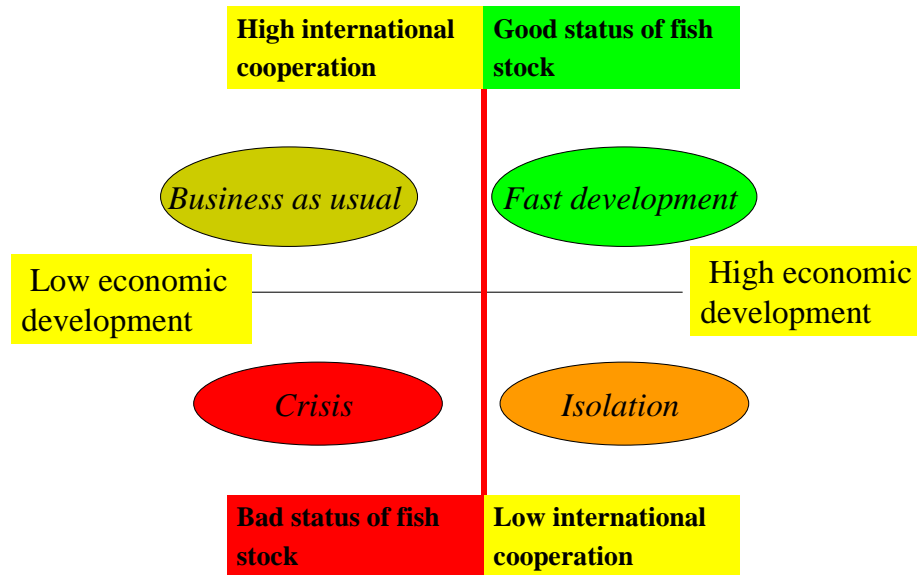 High international
cooperation
Good status of fish
stock
Business as usual
Fast development
Low economic
development
High economic
development
Crisis
Isolation
Bad status of fish
stock
Low international
cooperation